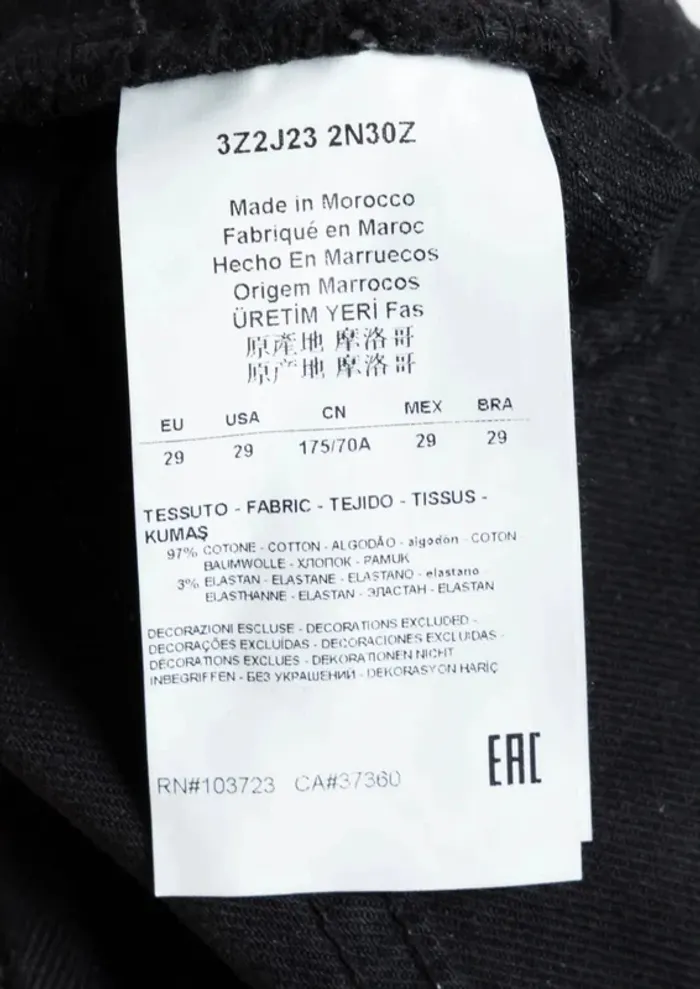 3Z2J23 2N30Z
Made in Morocco
Fabriqué en Maroc
Hecho En Marruecos
Origem Marrocos
ÜRETİM YERİ Fas
原產地 摩洛哥
原产地 摩洛哥
EU USA CN MEX BRA
29 29 175/70A 29 29
TESSUTO - FABRIC - TEJIDO - TISSUS -
KUMAŞ
97% COTONE - COTTON - ALGODÃO - algodón - COTON
BAUMWOLLE - ХЛОПОК - PAMUK
3% ELASTAN - ELASTANE - ELASTANO - elastano
ELASTHANNE - ELASTAN - ЭЛАСТАН - ELASTAN
DECORAZIONI ESCLUSE - DECORATIONS EXCLUDED -
DECORAÇÕES EXCLUÍDAS - DECORACIONES EXCLUIDAS -
DÉCORATIONS EXCLUES - DEKORATIONEN NICHT
INBEGRIFFEN - БЕЗ УКРАШЕНИЙ - DEKORASYON HARİÇ
RN#103723 CA#37360
EAC